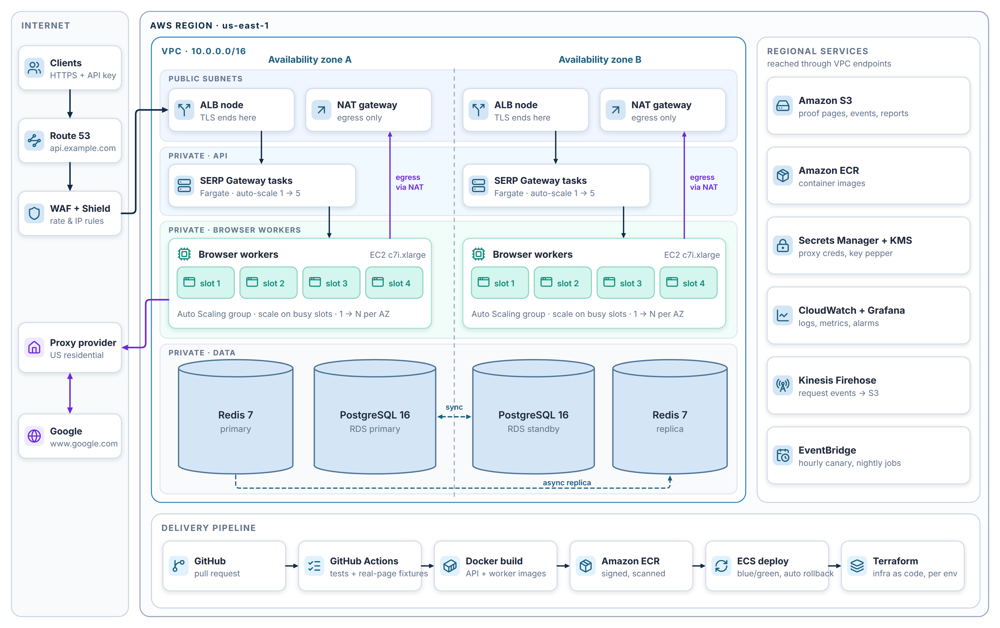 INTERNET
Clients
HTTPS + API key
Route 53
api.example.com
WAF + Shield
rate & IP rules
Proxy provider
US residential
Google
www.google.com
AWS REGION · us-east-1
VPC · 10.0.0.0/16
Availability zone A
Availability zone B
PUBLIC SUBNETS
ALB node
TLS ends here
NAT gateway
egress only
ALB node
TLS ends here
NAT gateway
egress only
PRIVATE · API
SERP Gateway tasks
Fargate · auto-scale 1 → 5
egress
via NAT
SERP Gateway tasks
Fargate · auto-scale 1 → 5
egress
via NAT
PRIVATE · BROWSER WORKERS
Browser workers
EC2 c7i.xlarge
slot 1
slot 2
slot 3
slot 4
Auto Scaling group · scale on busy slots · 1 → N per AZ
Browser workers
EC2 c7i.xlarge
slot 1
slot 2
slot 3
slot 4
Auto Scaling group · scale on busy slots · 1 → N per AZ
PRIVATE · DATA
Redis 7
primary
PostgreSQL 16
RDS primary
sync
PostgreSQL 16
RDS standby
Redis 7
replica
async replica
REGIONAL SERVICES
reached through VPC endpoints
Amazon S3
proof pages, events, reports
Amazon ECR
container images
Secrets Manager + KMS
proxy creds, key pepper
CloudWatch + Grafana
logs, metrics, alarms
Kinesis Firehose
request events → S3
EventBridge
hourly canary, nightly jobs
DELIVERY PIPELINE
GitHub
pull request
GitHub Actions
tests + real-page fixtures
Docker build
API + worker images
Amazon ECR
signed, scanned
ECS deploy
blue/green, auto rollback
Terraform
infra as code, per env